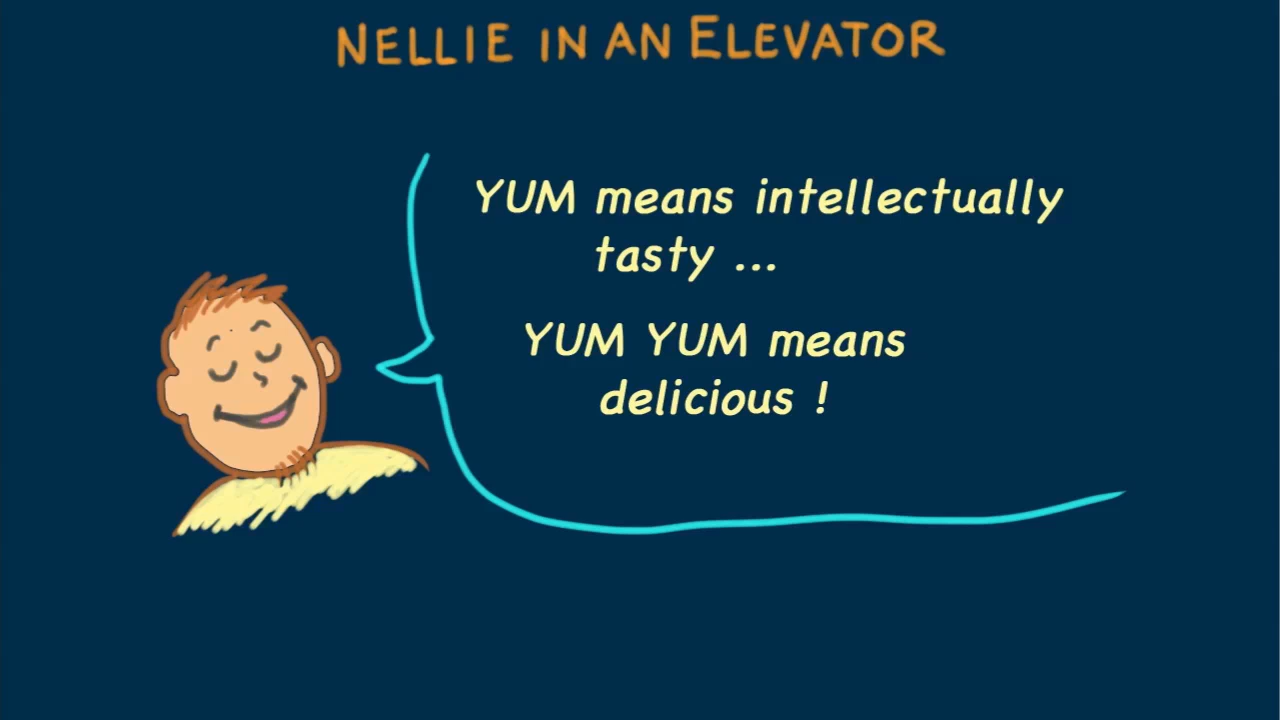 NELLIE IN AN ELEVATOR
YUM means intellectually
tasty ...
YUM YUM means
delicious !